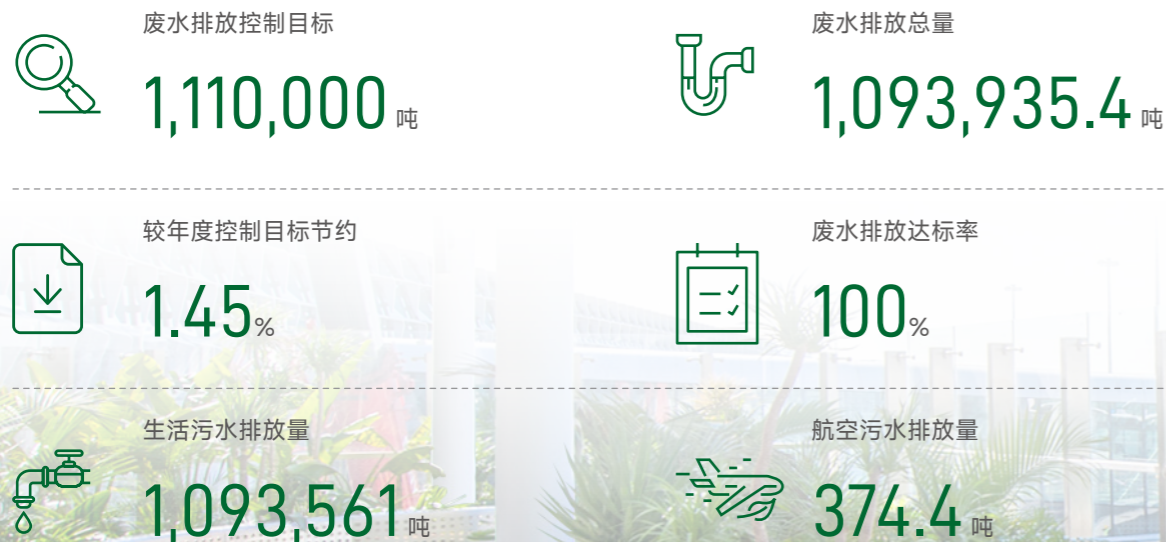 废水排放控制目标
1,110,000 吨
废水排放总量
1,093,935.4 吨
较年度控制目标节约
1.45%
废水排放达标率
100%
生活污水排放量
1,093,561 吨
航空污水排放量
374.4 吨